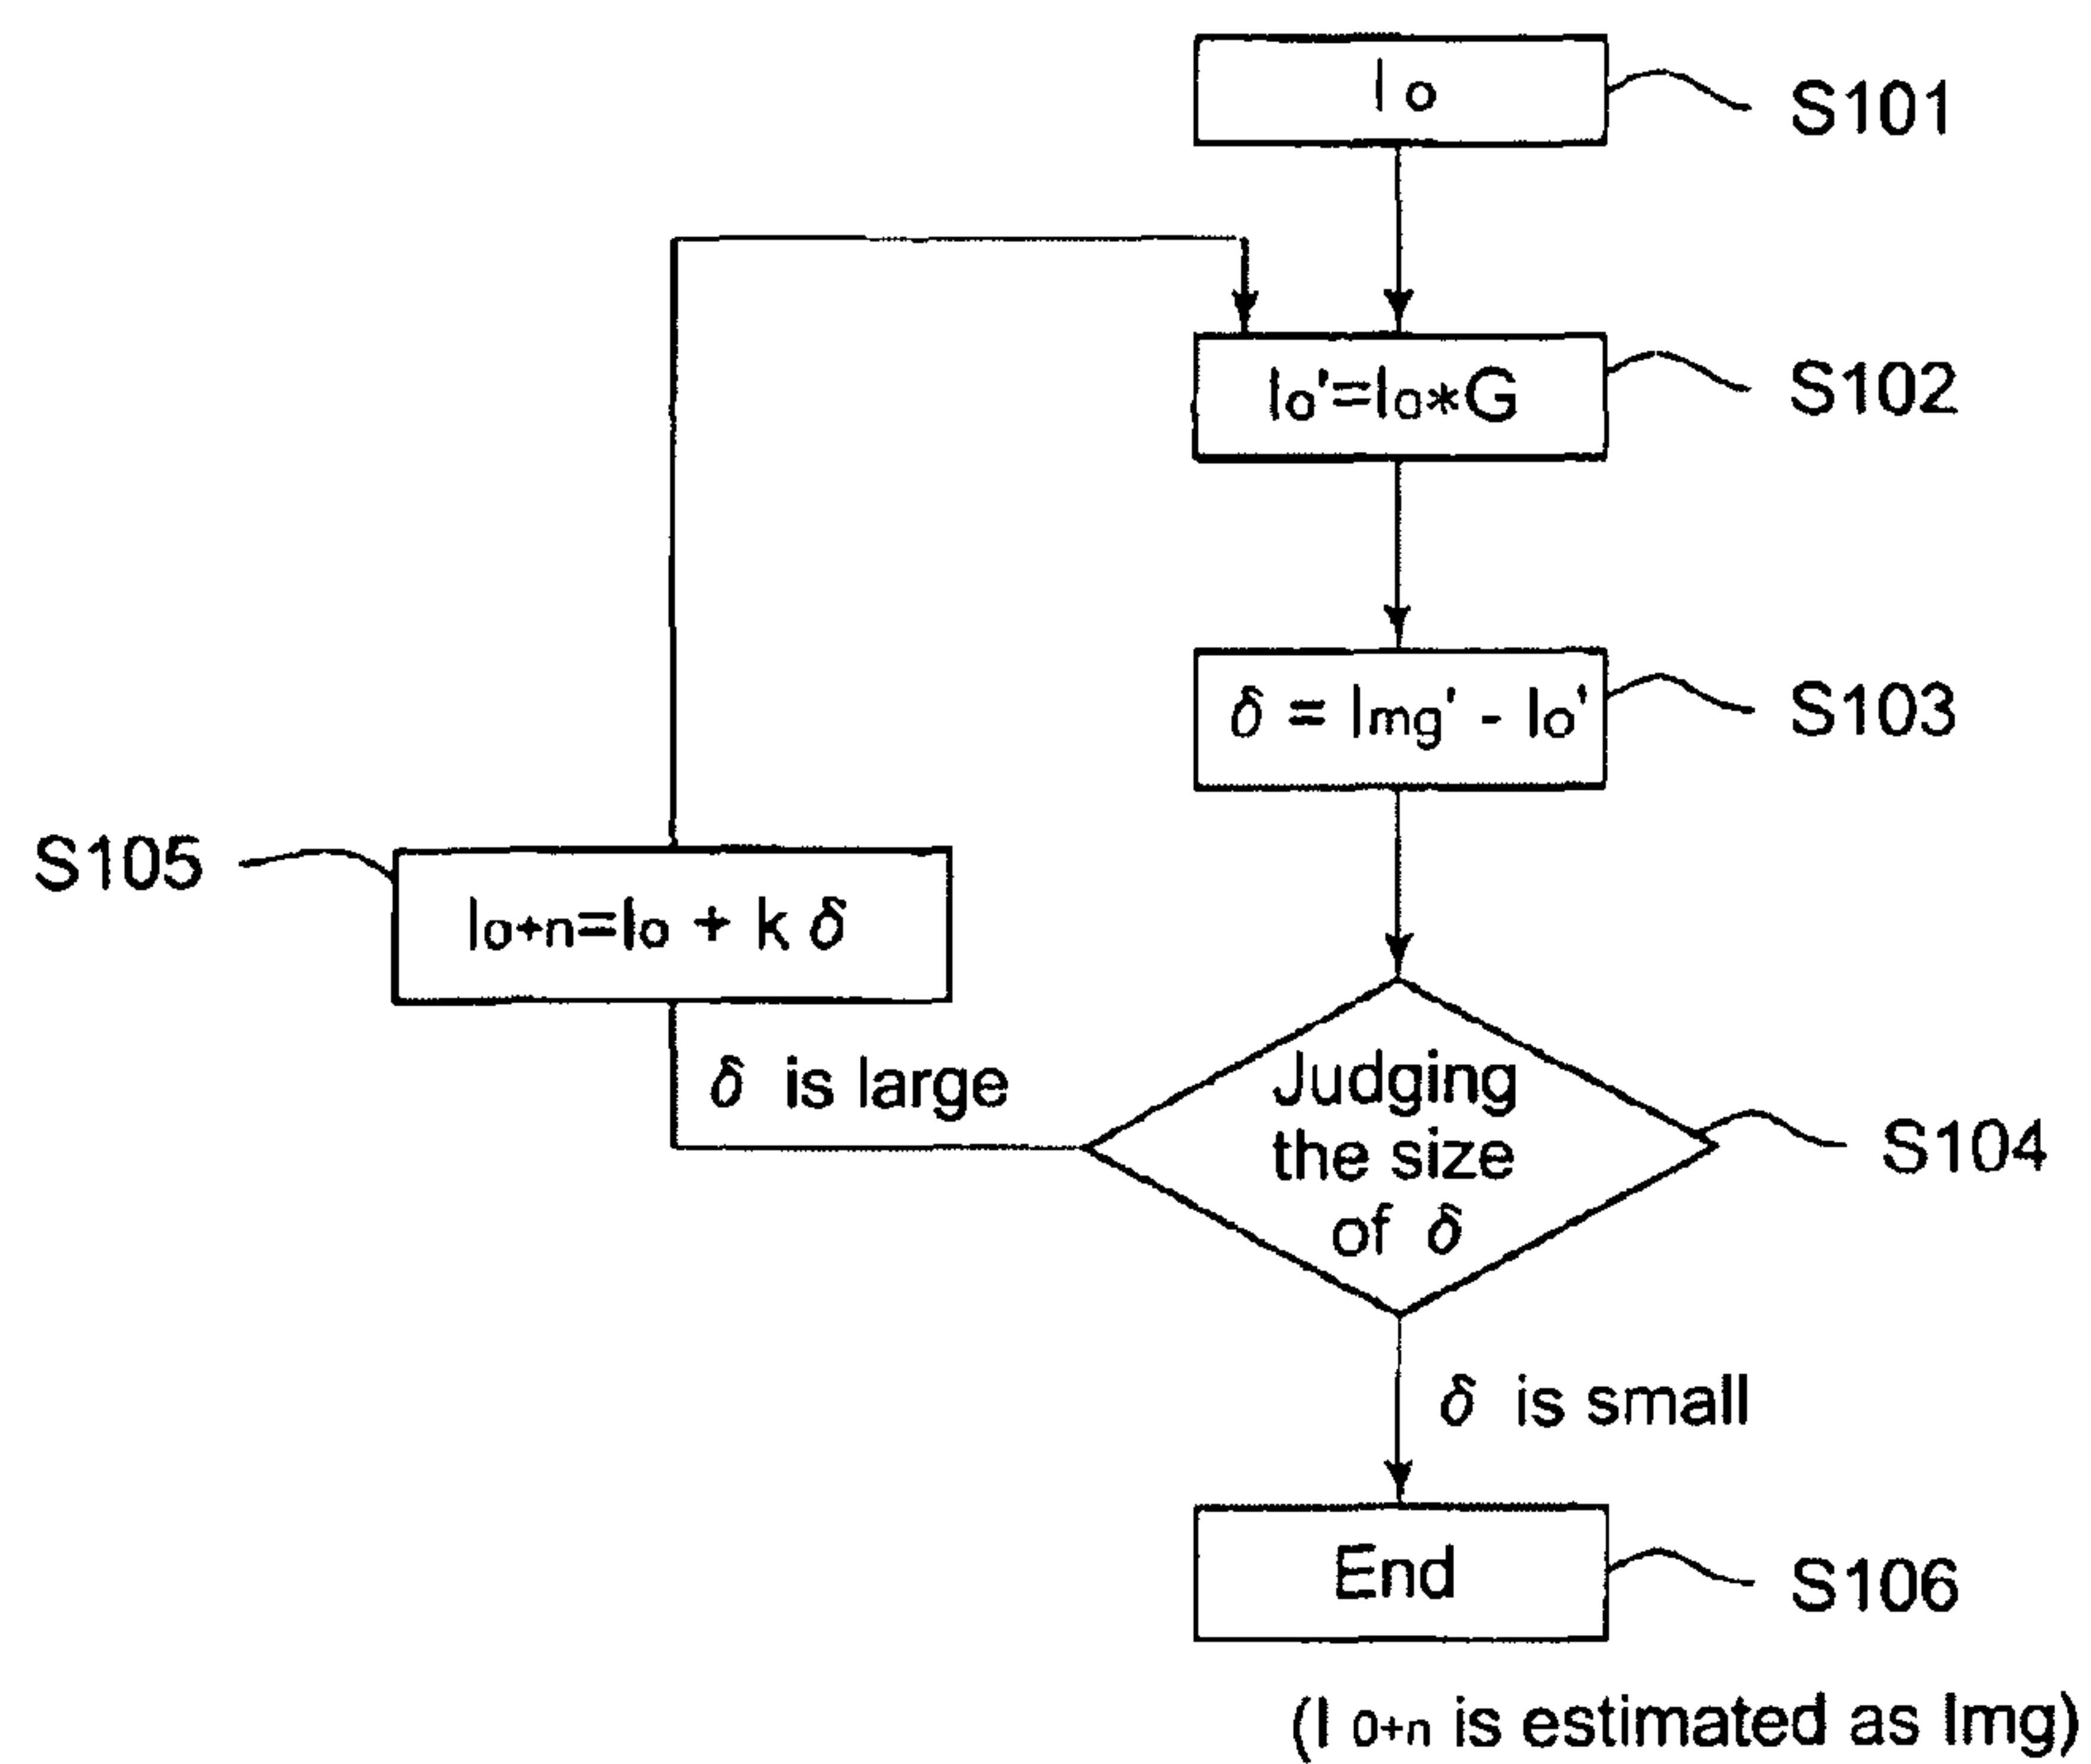 Io
S101
Io'=Io*G
S102
δ = Img' - Io'
S103
S105
Io+n=Io + k δ
δ is large
Judging
the size
of δ
S104
δ is small
End
S106
(I 0+n is estimated as Img)